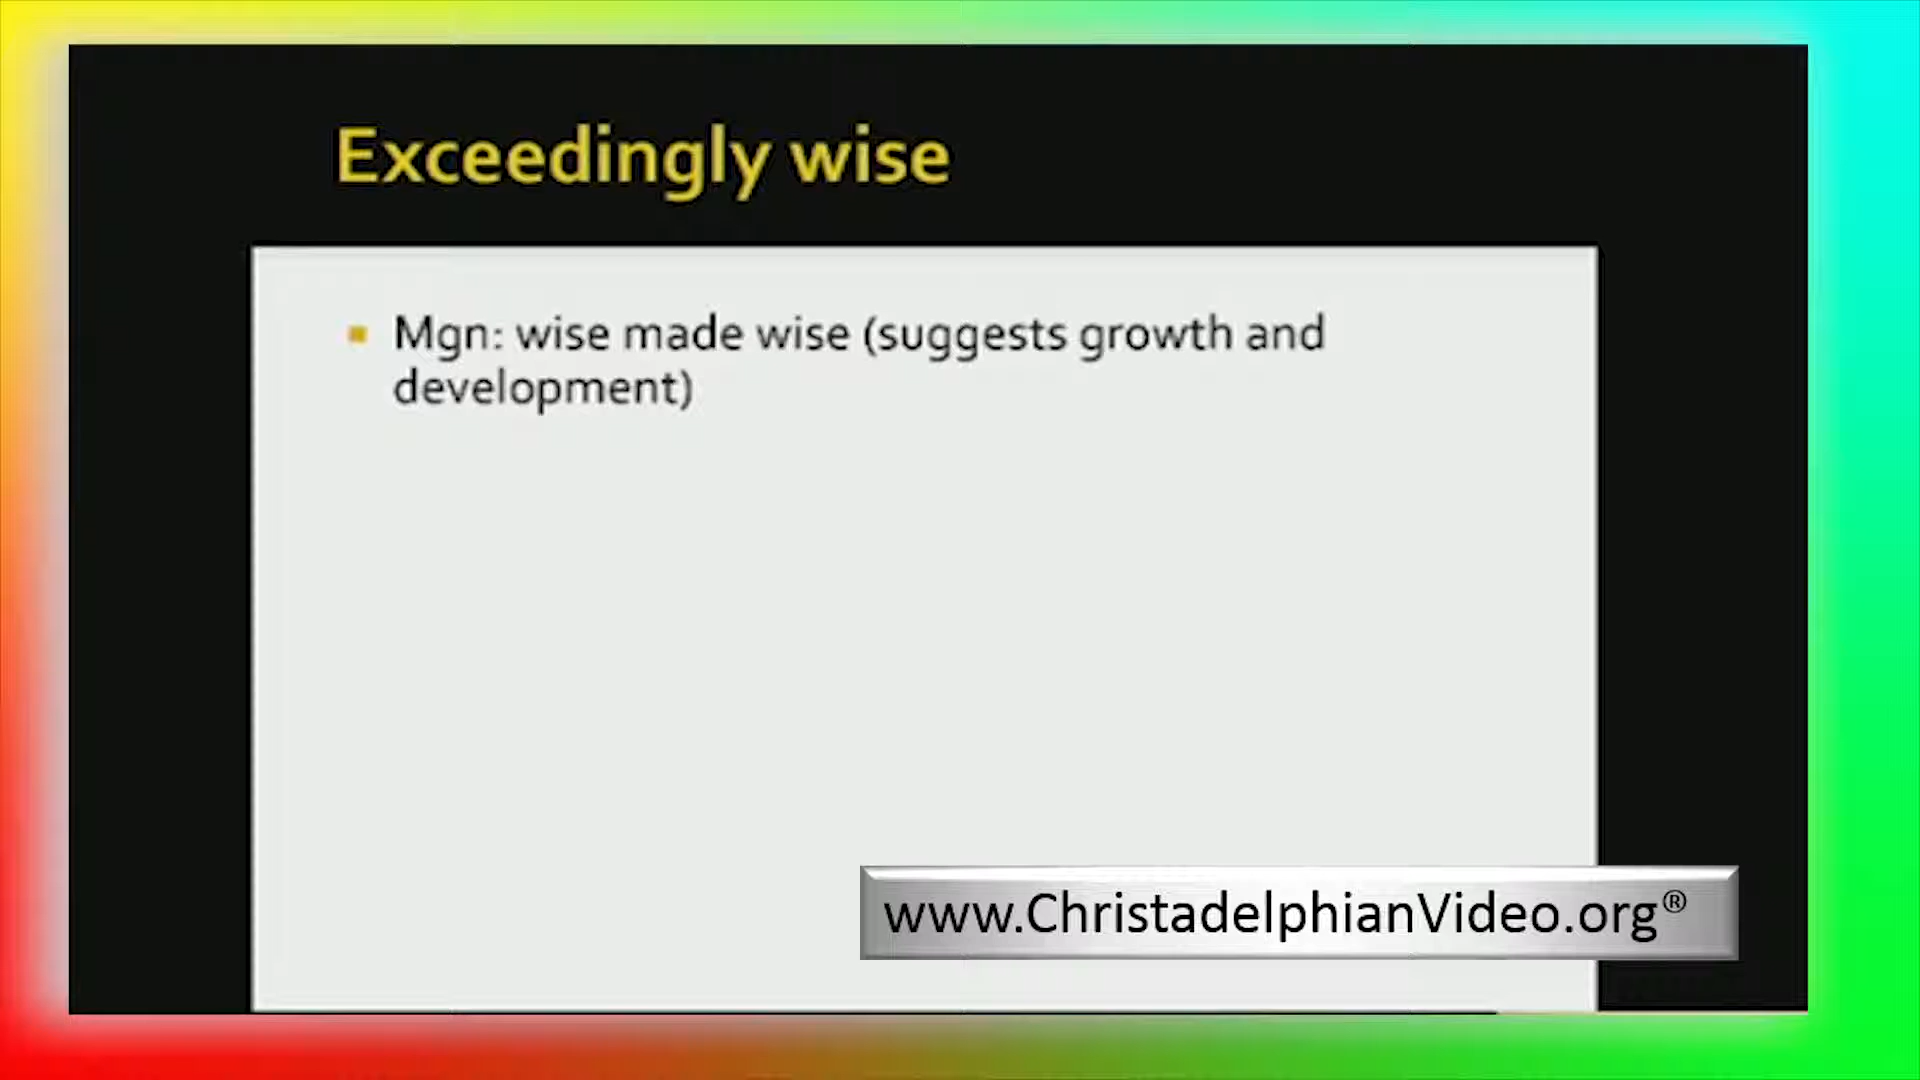 Exceedingly wise
Mgn: wise made wise (suggests growth and
development)
www.ChristadelphianVideo.org®